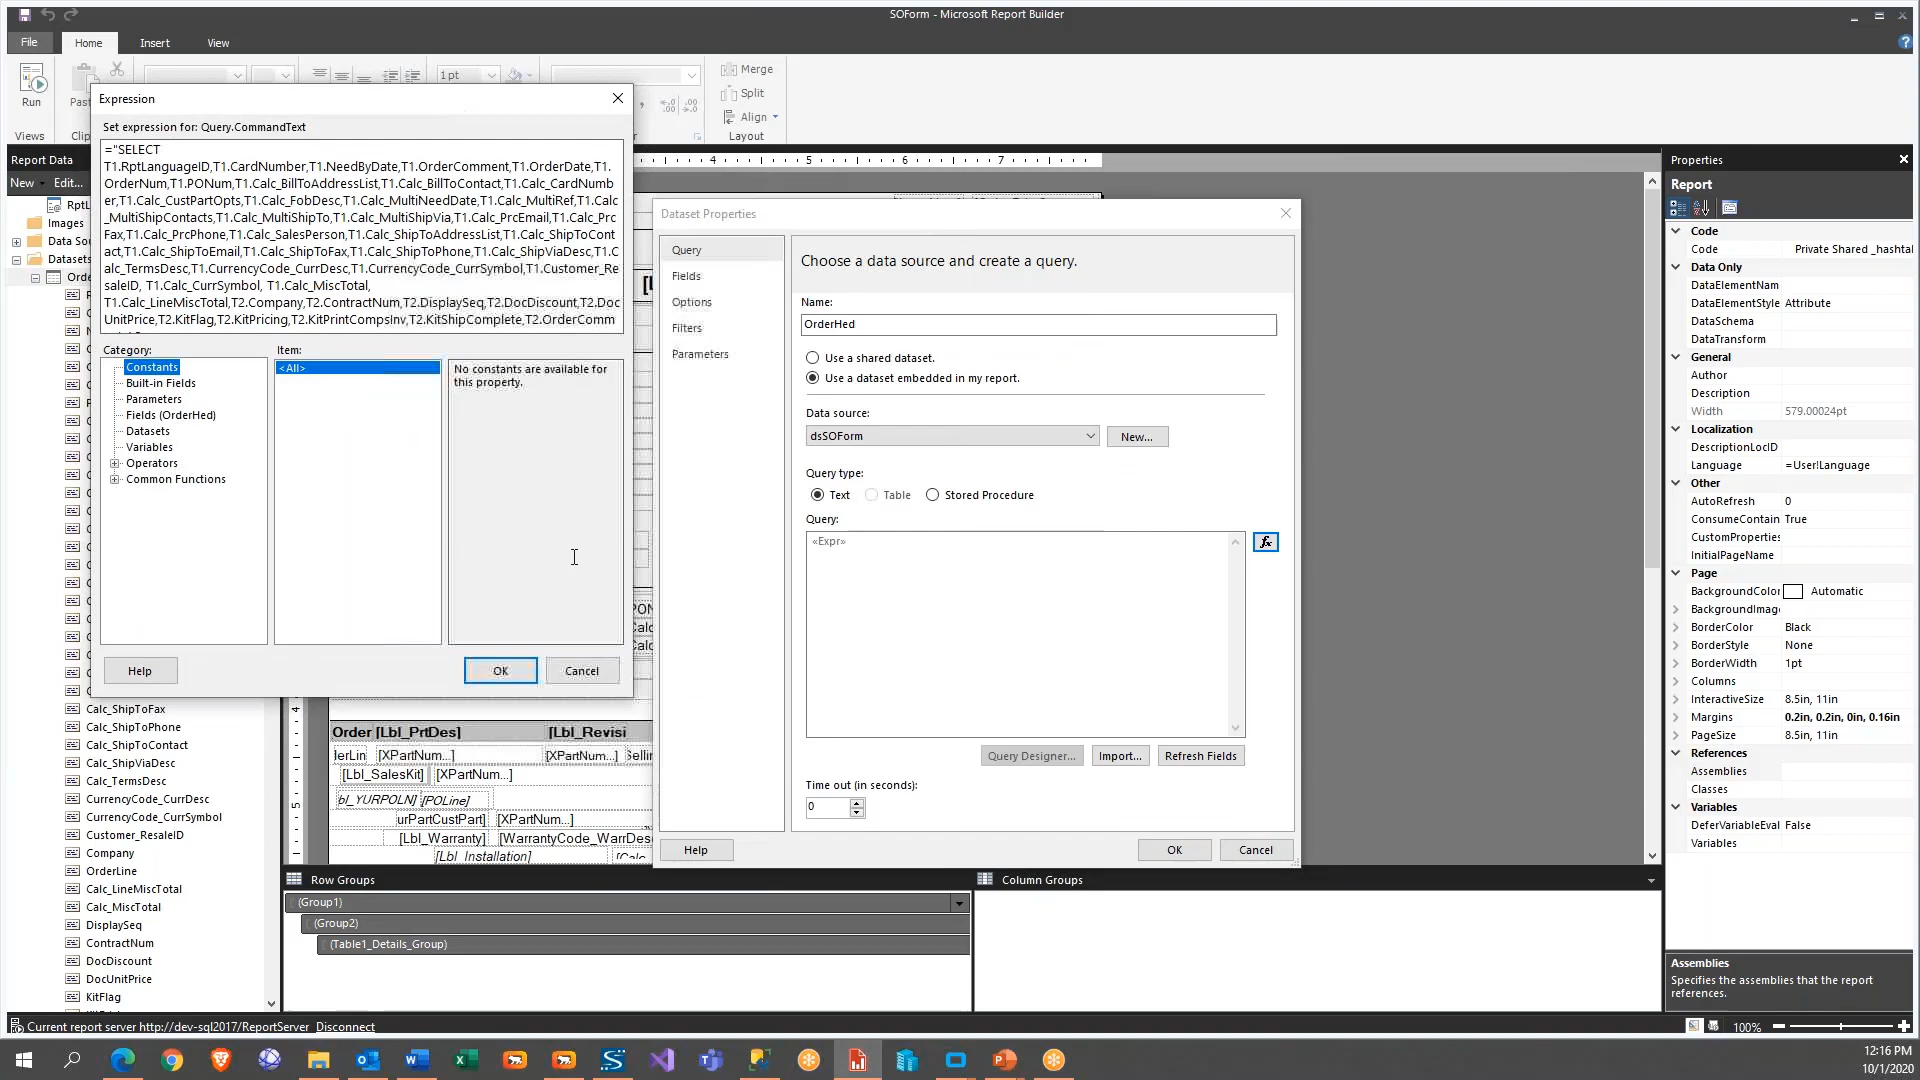 SOForm - Microsoft Report Builder
File
Home
Insert
View
1pt
Merge
Split
Align
Run
Views
Layout
Expression
Set expression for: Query.CommandText
="SELECT
T1.RptLanguageID,T1.CardNumber,T1.NeedByDate,T1.OrderComment,T1.OrderDate,T1.
OrderNum,T1.PONum,T1.Calc_BillToAddressList,T1.Calc_BillToContact,T1.Calc_CardNumb
er,T1.Calc_CustPartOpts,T1.Calc_FobDesc,T1.Calc_MultiNeedDate,T1.Calc_MultiRef,T1.Calc
_MultiShipContacts,T1.Calc_MultiShipTo,T1.Calc_MultiShipVia,T1.Calc_PrcEmail,T1.Calc_Prc
Fax,T1.Calc_PrcPhone,T1.Calc_SalesPerson,T1.Calc_ShipToAddressList,T1.Calc_ShipToCont
act,T1.Calc_ShipToEmail,T1.Calc_ShipToFax,T1.Calc_ShipToPhone,T1.Calc_ShipViaDesc,T1.C
alc_TermsDesc,T1.CurrencyCode_CurrDesc,T1.CurrencyCode_CurrSymbol,T1.Customer_Re
saleID, T1.Calc_CurrSymbol, T1.Calc_MiscTotal,
T1.Calc_LineMiscTotal,T2.Company,T2.ContractNum,T2.DisplaySeq,T2.DocDiscount,T2.Doc
UnitPrice,T2.KitFlag,T2.KitPricing,T2.KitPrintCompsInv,T2.KitShipComplete,T2.OrderComm
Category:
Item:
Constants
Built-in Fields
Parameters
Fields (OrderHed)
Datasets
Variables
Operators
Common Functions
<All>
No constants are available for
this property.
Help
OK
Cancel
Report Data
New
Edit...
Images
Data Sou
Datasets
Calc_ShipToFax
Calc_ShipToPhone
Calc_ShipToContact
Calc_ShipViaDesc
Calc_TermsDesc
CurrencyCode_CurrDesc
CurrencyCode_CurrSymbol
Customer_ResaleID
Company
OrderLine
Calc_LineMiscTotal
Calc_MiscTotal
DisplaySeq
ContractNum
DocDiscount
DocUnitPrice
KitFlag
4 5 6 7
Dataset Properties
Query
Fields
Options
Filters
Parameters
Choose a data source and create a query.
Name:
OrderHed
Use a shared dataset.
Use a dataset embedded in my report.
Data source:
dsSOForm
New...
Query type:
Text
Table
Stored Procedure
Query:
«Expr»
fx
Query Designer...
Import...
Refresh Fields
Time out (in seconds):
0
Help
OK
Cancel
4
5
Order [Lbl_PrtDes] [Lbl_Revisi
[XPartNum...] [XPartNum...]
[Lbl_SalesKit] [XPartNum...]
bl_YURPOLN] [POLine]
urPartCustPart] [XPartNum...]
[Lbl_Warranty] [WarrantyCode_WarrDesc
[Lbl_Installation] [Calc
Row Groups
(Group1)
(Group2)
(Table1_Details_Group)
Column Groups
Properties
Report
Code
Code Private Shared _hashtal
Data Only
DataElementNam
DataElementStyle Attribute
DataSchema
DataTransform
General
Author
Description
Width 579.00024pt
Localization
DescriptionLocID
Language =User!Language
Other
AutoRefresh 0
ConsumeContain True
CustomProperties
InitialPageName
Page
BackgroundColor Automatic
BackgroundImage
BorderColor Black
BorderStyle None
BorderWidth 1pt
Columns
InteractiveSize 8.5in, 11in
Margins 0.2in, 0.2in, 0in, 0.16in
PageSize 8.5in, 11in
References
Assemblies
Classes
Variables
DeferVariableEval False
Variables
Assemblies
Specifies the assemblies that the report
references.
Current report server http://dev-sql2017/ReportServer Disconnect
100%
12:16 PM
10/1/2020